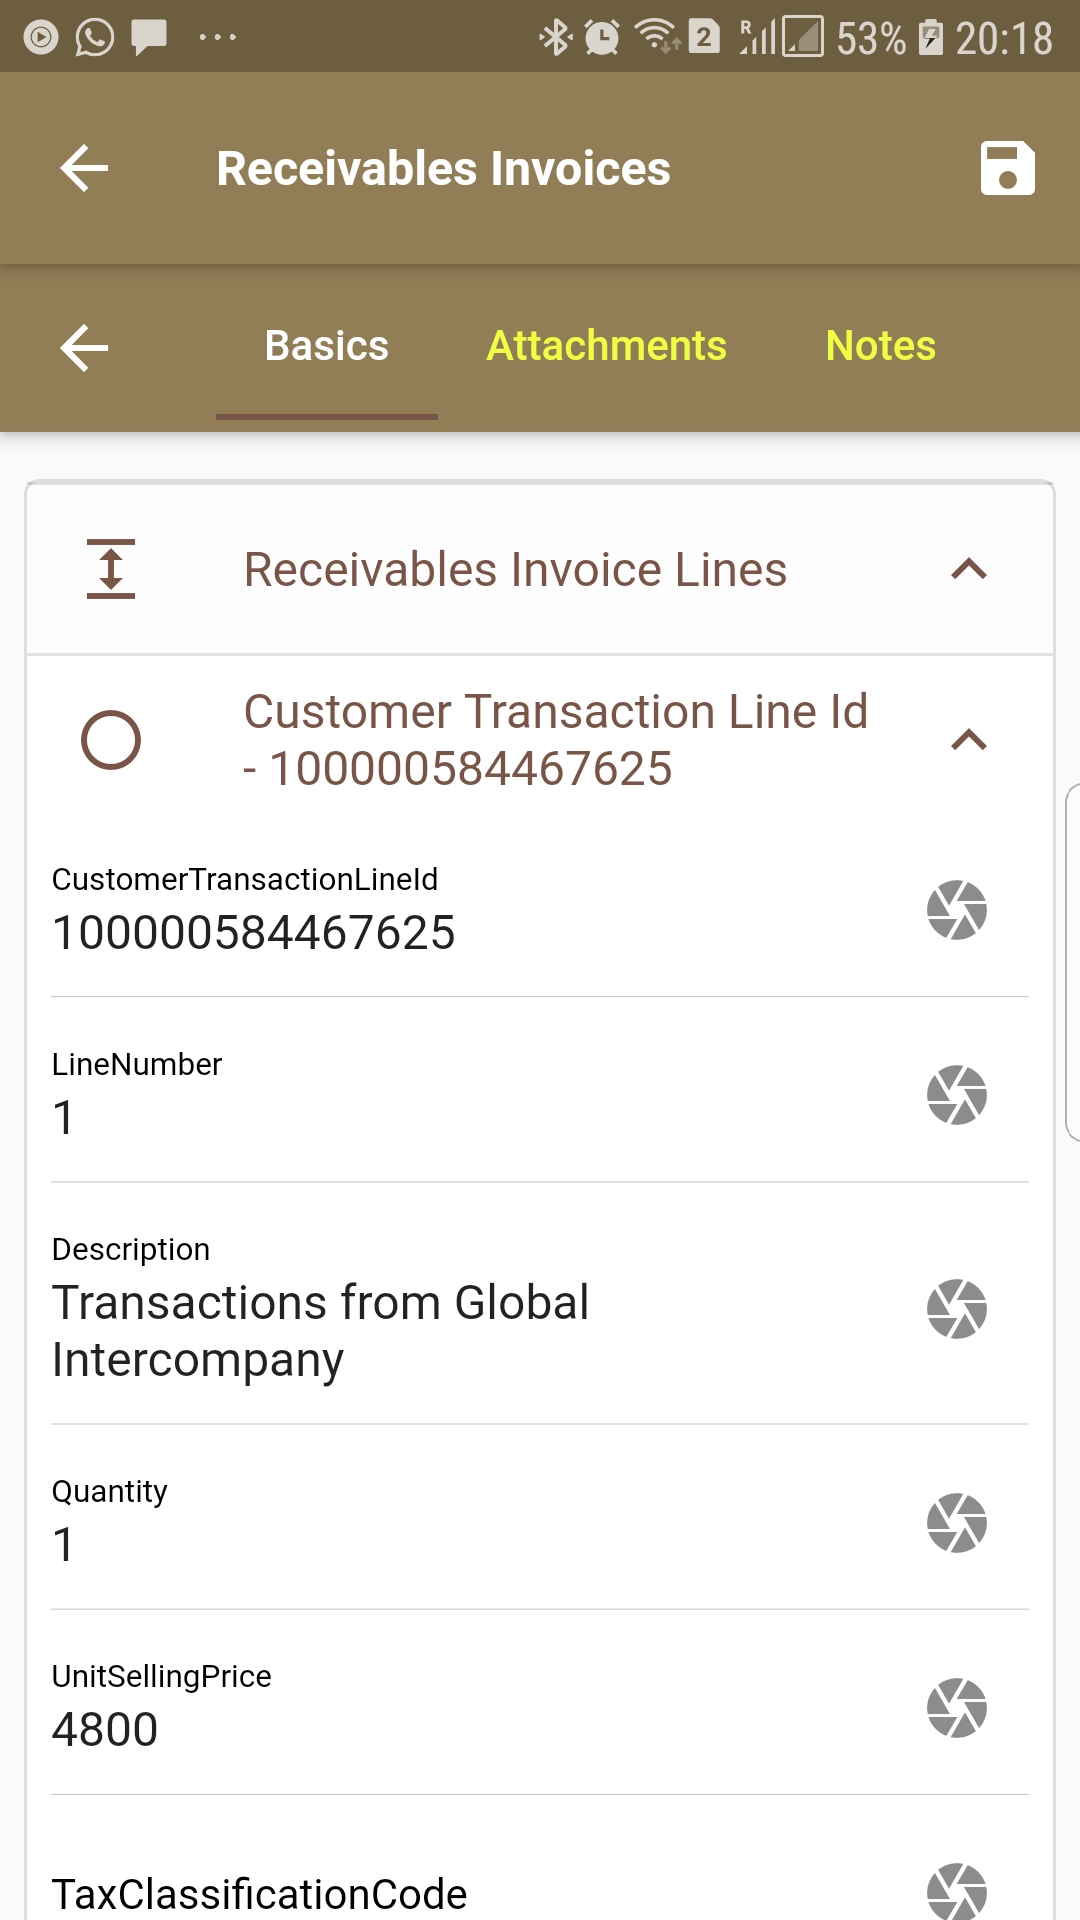 R 2 53% 20:18
Receivables Invoices
Basics Attachments Notes
Receivables Invoice Lines
Customer Transaction Line Id
- 100000584467625
CustomerTransactionLineId
100000584467625
LineNumber
1
Description
Transactions from Global
Intercompany
Quantity
1
UnitSellingPrice
4800
TaxClassificationCode